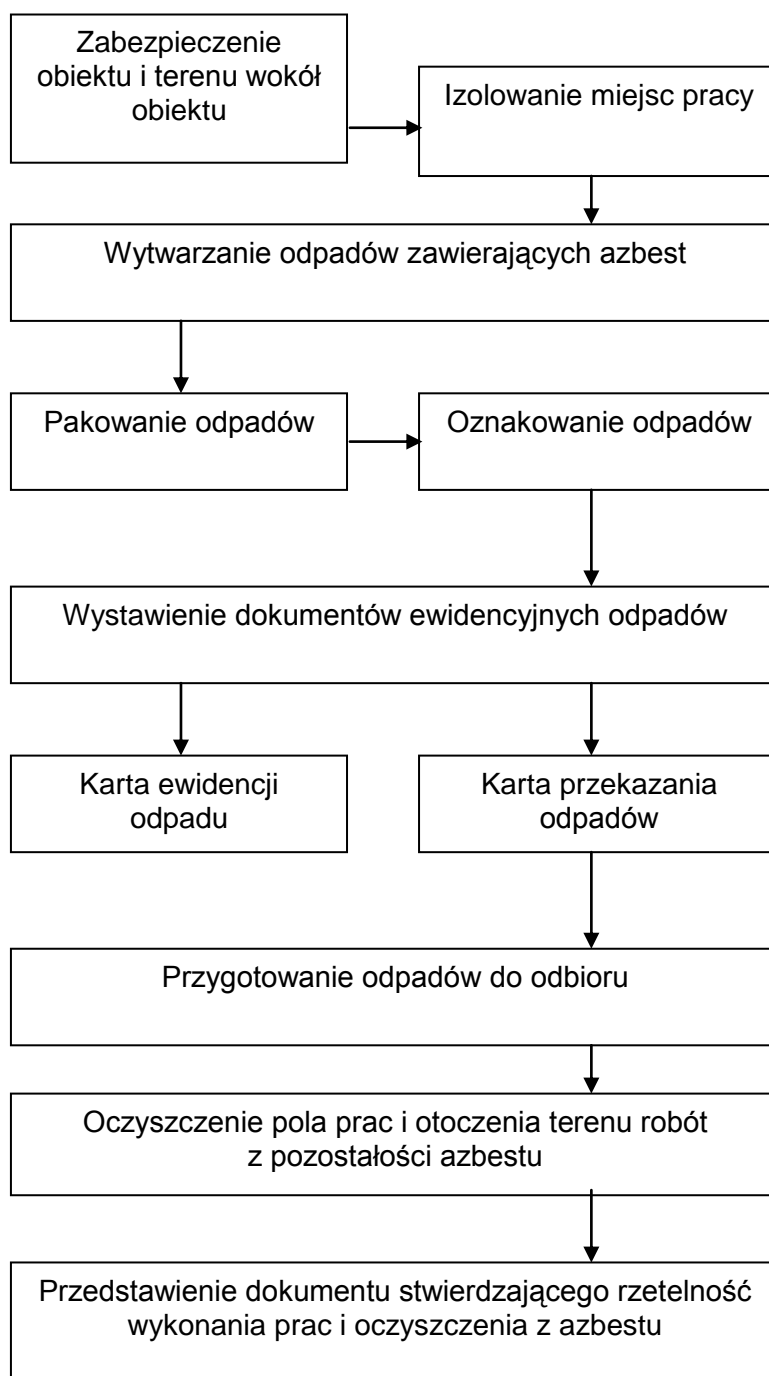 Zabezpieczenie
obiektu i terenu wokół
obiektu
Izolowanie miejsc pracy
Wytwarzanie odpadów zawierających azbest
Pakowanie odpadów
Oznakowanie odpadów
Wystawienie dokumentów ewidencyjnych odpadów
Karta ewidencji
odpadu
Karta przekazania
odpadów
Przygotowanie odpadów do odbioru
Oczyszczenie pola prac i otoczenia terenu robót
z pozostałości azbestu
Przedstawienie dokumentu stwierdzającego rzetelność
wykonania prac i oczyszczenia z azbestu